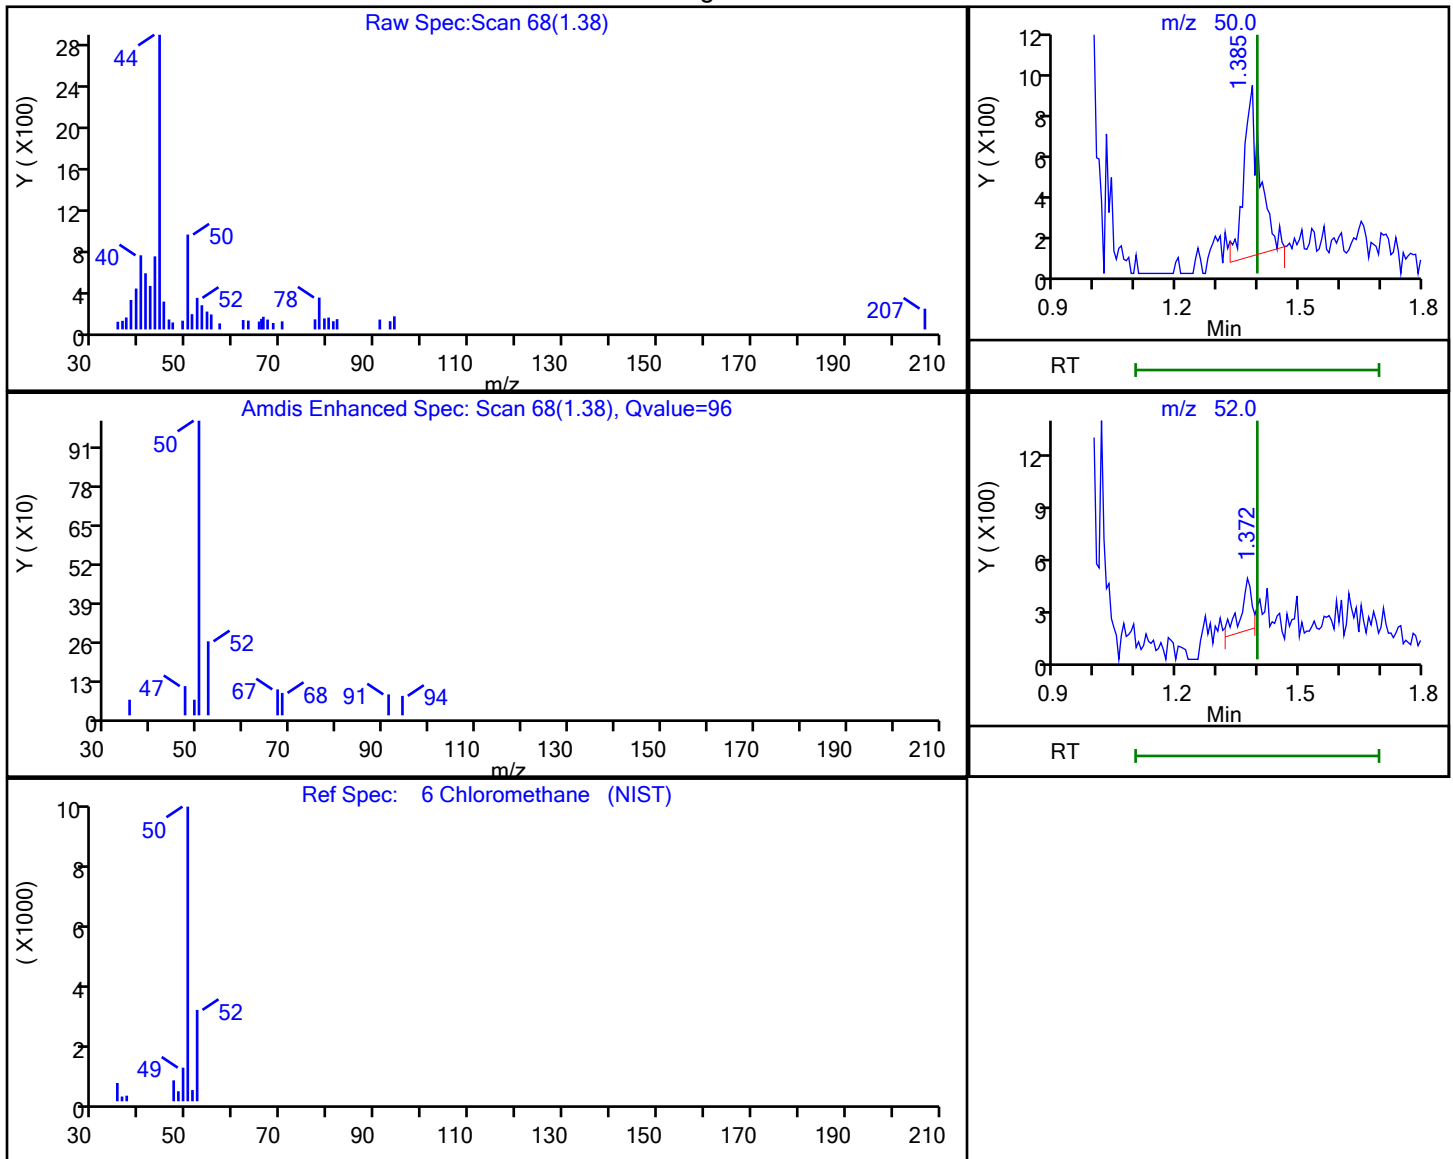 Raw Spec:Scan 68(1.38)
Y ( X100)
28
24
20
16
12
8
4
0
44
40
50
52
78
207
30 50 70 90 110 130 150 170 190 210
m/z
m/z 50.0
Y ( X100)
12
10
8
6
4
2
0
1.385
0.9 1.2 1.5 1.8
Min
RT
Amdis Enhanced Spec: Scan 68(1.38), Qvalue=96
Y ( X10)
91
78
65
52
39
26
13
0
50
52
47
67
68
91
94
30 50 70 90 110 130 150 170 190 210
m/z
m/z 52.0
Y ( X100)
12
9
6
3
0
1.372
0.9 1.2 1.5 1.8
Min
RT
Ref Spec: 6 Chloromethane (NIST)
( X1000)
10
8
6
4
2
0
50
52
49
30 50 70 90 110 130 150 170 190 210